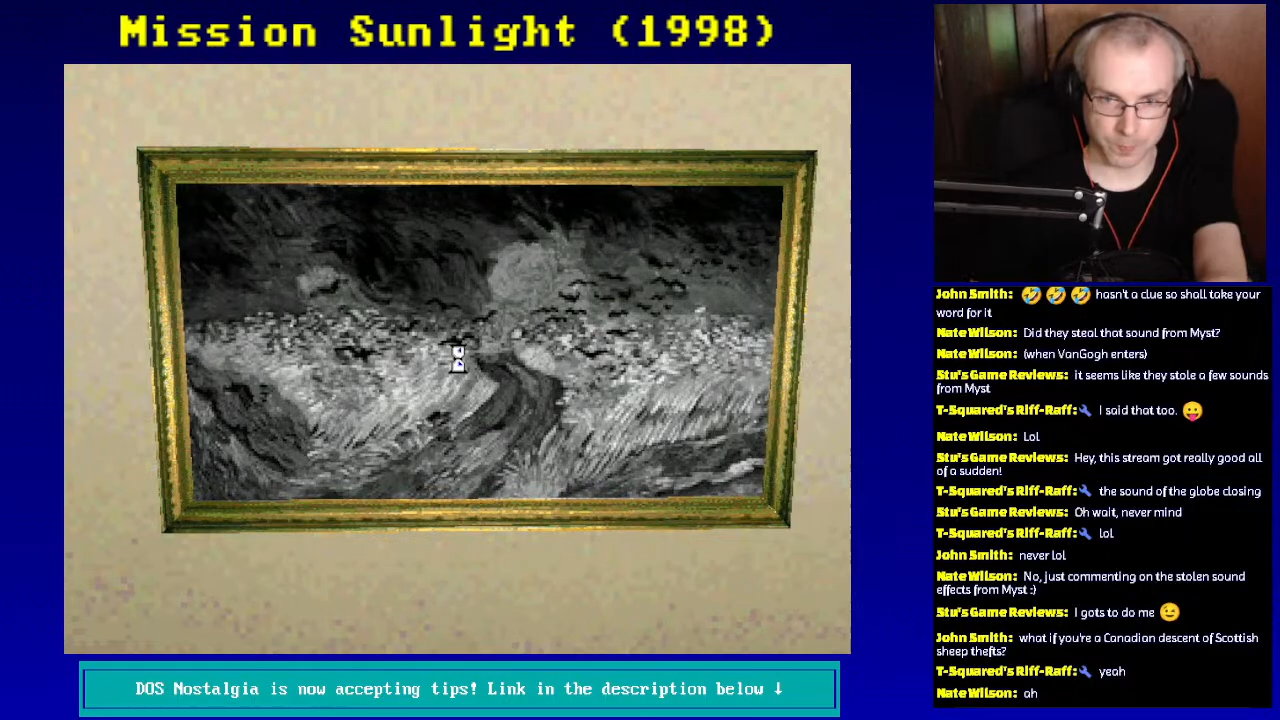 Mission Sunlight (1998)
John Smith: 🤣 🤣 🤣 hasn't a clue so shall take your
word for it
Nate Wilson: Did they steal that sound from Myst?
Nate Wilson: (when VanGogh enters)
Stu's Game Reviews: it seems like they stole a few sounds
from Myst
T-Squared's Riff-Raff: I said that too. 😛
Nate Wilson: Lol
Stu's Game Reviews: Hey, this stream got really good all
of a sudden!
T-Squared's Riff-Raff: the sound of the globe closing
Stu's Game Reviews: Oh wait, never mind
T-Squared's Riff-Raff: lol
John Smith: never lol
Nate Wilson: No, just commenting on the stolen sound
effects from Myst :)
Stu's Game Reviews: I gots to do me 😉
John Smith: what if you're a Canadian descent of Scottish
sheep thefts?
T-Squared's Riff-Raff: yeah
Nate Wilson: ah
DOS Nostalgia is now accepting tips! Link in the description below ↓